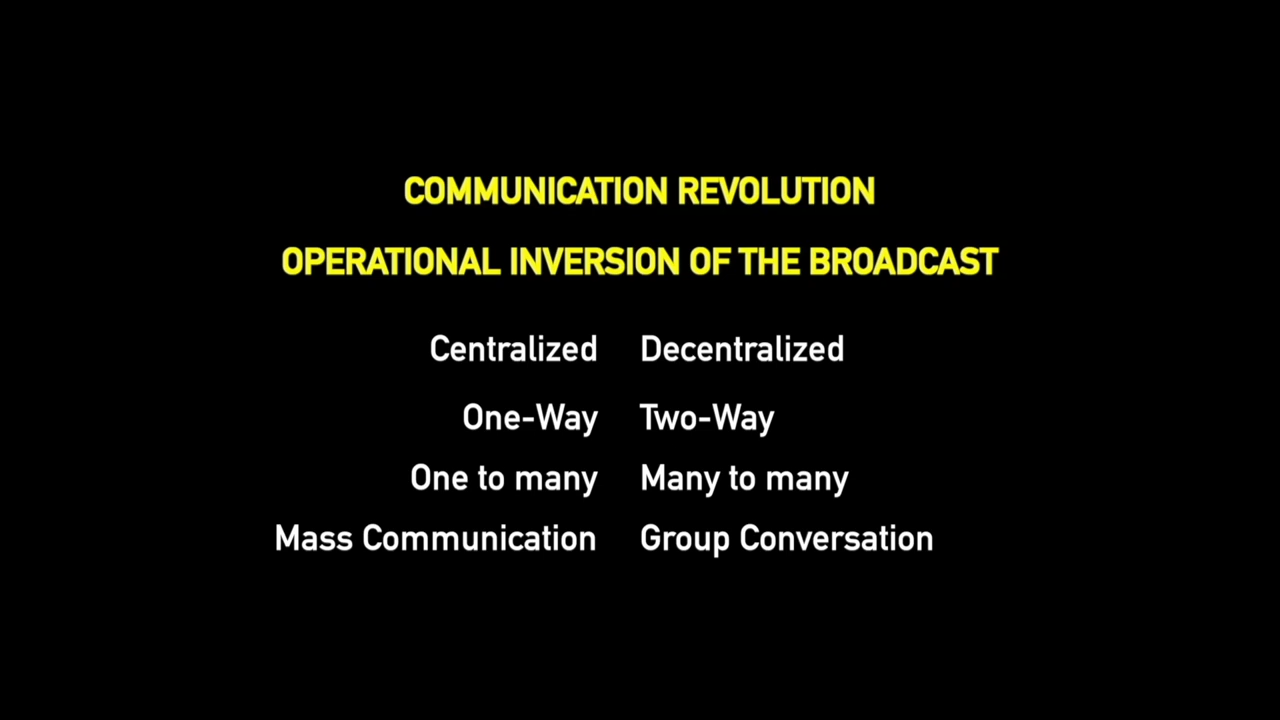 COMMUNICATION REVOLUTION
OPERATIONAL INVERSION OF THE BROADCAST
Centralized Decentralized
One-Way Two-Way
One to many Many to many
Mass Communication Group Conversation